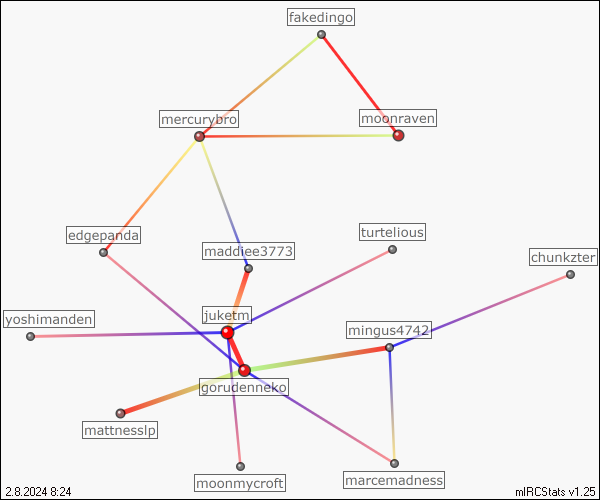 fakedingo
mercurybro
moonraven
edgepanda
maddiee3773
turtelious
chunkzter
yoshimanden
juketm
mingus4742
gorudenneko
mattnesslp
moonmycroft
marcemadness
2.8.2024 8:24
mIRCStats v1.25